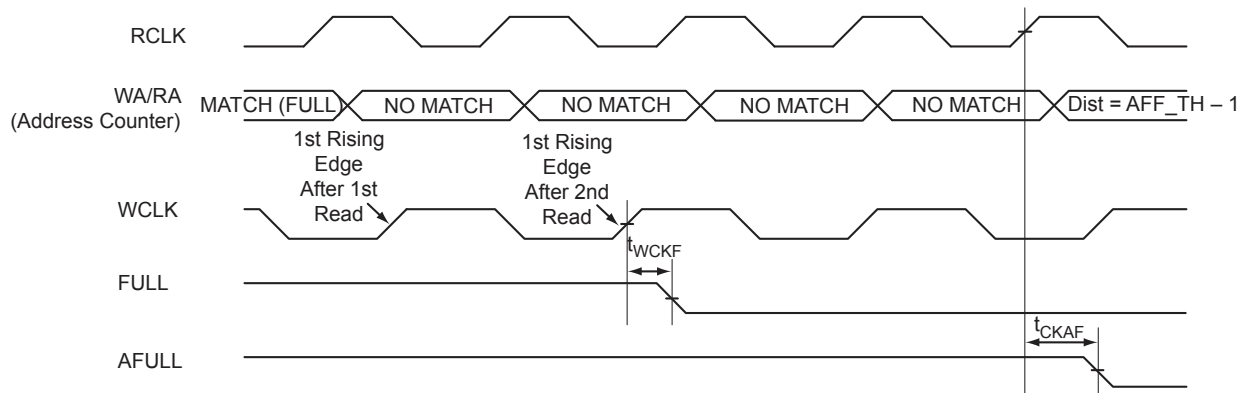 RCLK
WA/RA
(Address Counter)
MATCH (FULL)
NO MATCH
NO MATCH
NO MATCH
NO MATCH
Dist = AFF_TH – 1
1st Rising
Edge
After 1st
Read
1st Rising
Edge
After 2nd
Read
WCLK
tWCKF
FULL
tCKAF
AFULL